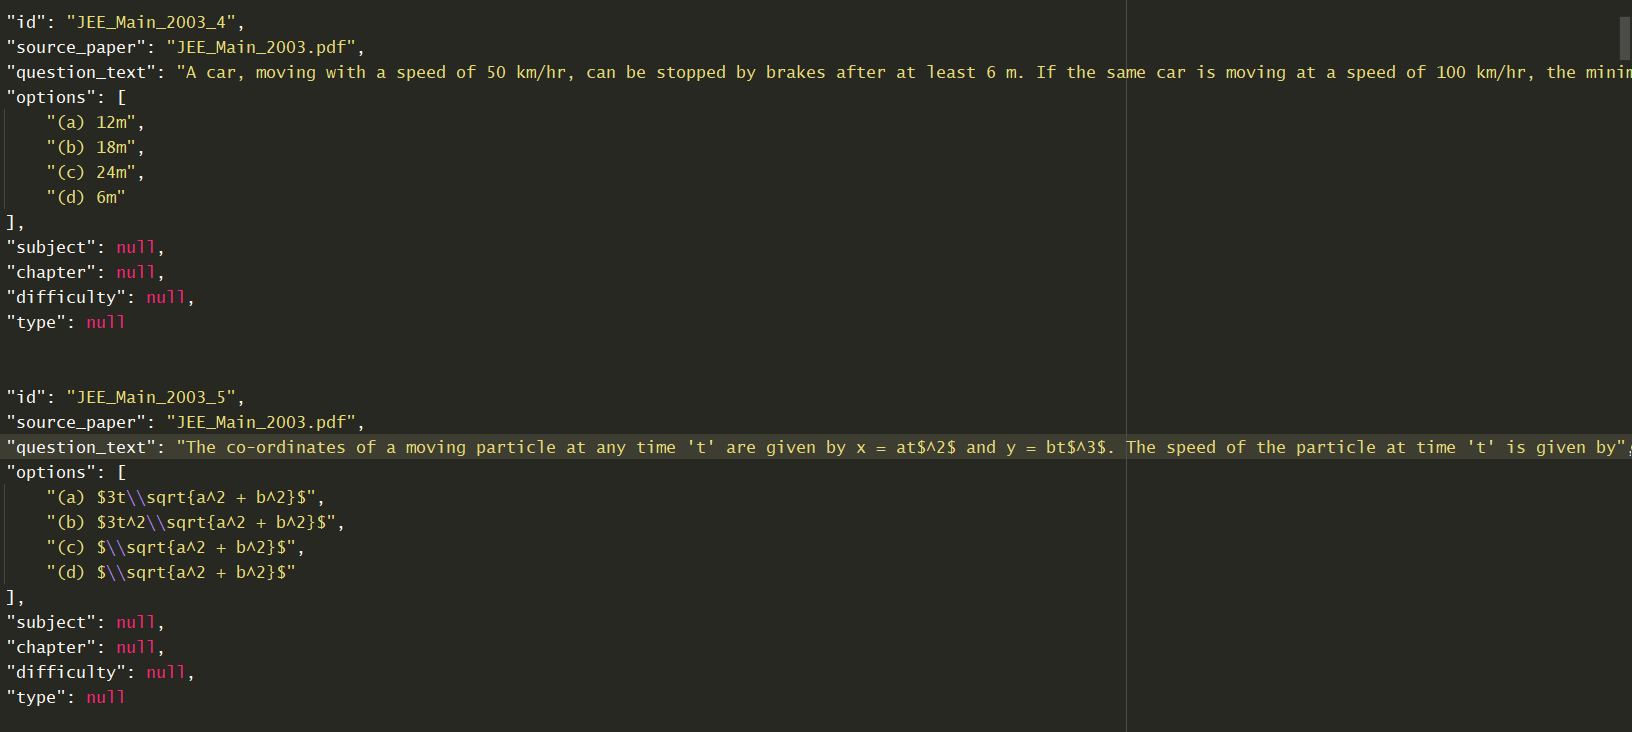 "id": "JEE_Main_2003_4",
"source_paper": "JEE_Main_2003.pdf",
"question_text": "A car, moving with a speed of 50 km/hr, can be stopped by brakes after at least 6 m. If the same car is moving at a speed of 100 km/hr, the
"options": [
"(a) 12m",
"(b) 18m",
"(c) 24m",
"(d) 6m"
],
"subject": null,
"chapter": null,
"difficulty": null,
"type": null
"id": "JEE_Main_2003_5",
"source_paper": "JEE_Main_2003.pdf",
"question_text": "The co-ordinates of a moving particle at any time 't' are given by x = at$^2$ and y = bt$^3$. The speed of the particle at time 't' is given by",
"options": [
"(a) $3t\\sqrt{a^2 + b^2}$",
"(b) $3t^2\\sqrt{a^2 + b^2}$",
"(c) $\\sqrt{a^2 + b^2}$",
"(d) $\\sqrt{a^2 + b^2}$"
],
"subject": null,
"chapter": null,
"difficulty": null,
"type": null